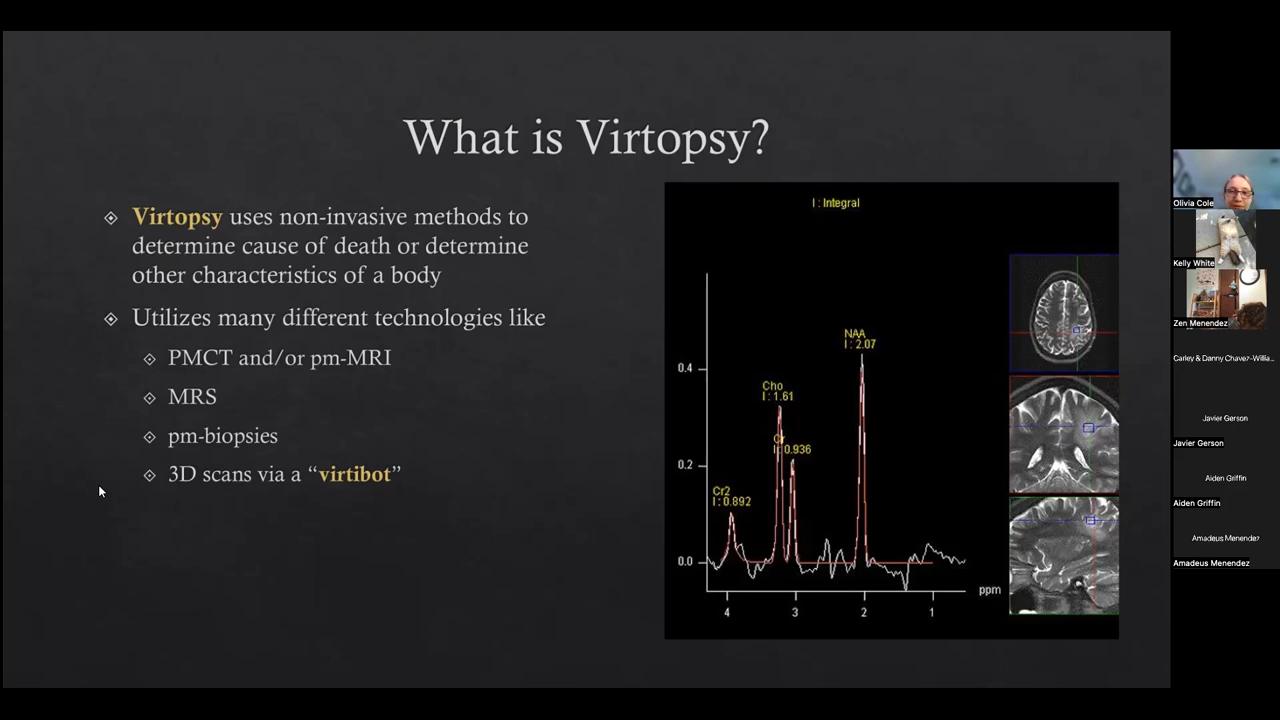 What is Virtopsy?
Virtopsy uses non-invasive methods to
determine cause of death or determine
other characteristics of a body
Utilizes many different technologies like
PMCT and/or pm-MRI
MRS
pm-biopsies
3D scans via a “virtibot”
I : Integral
NAA
I : 2.07
0.4
Cho
I : 1.61
Cr
I : 0.936
0.2
Cr2
I : 0.892
0.0
ppm
4 3 2 1
Olivia Cole
Kelly White
Zen Menendez
Carley & Danny Chavez-Willia...
Javier Gerson
Javier Gerson
Aiden Griffin
Aiden Griffin
Amadeus Menendez
Amadeus Menendez